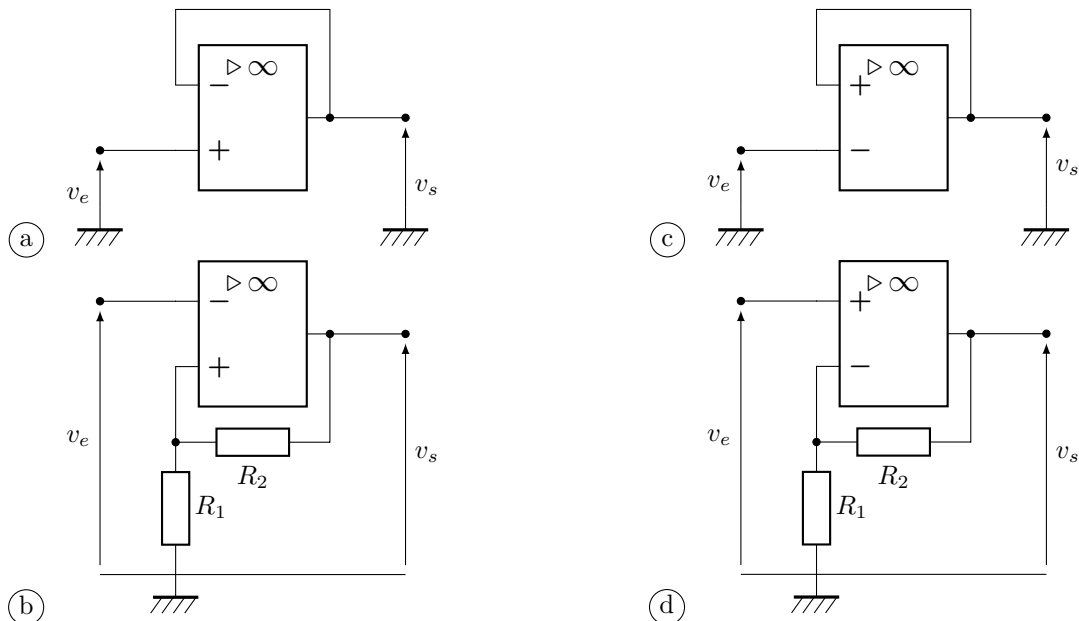 ▷ ∞
−
+
v_e
v_s
a
▷ ∞
+
−
v_e
v_s
c
▷ ∞
−
+
v_e
v_s
R_2
R_1
b
▷ ∞
+
−
v_e
v_s
R_2
R_1
d